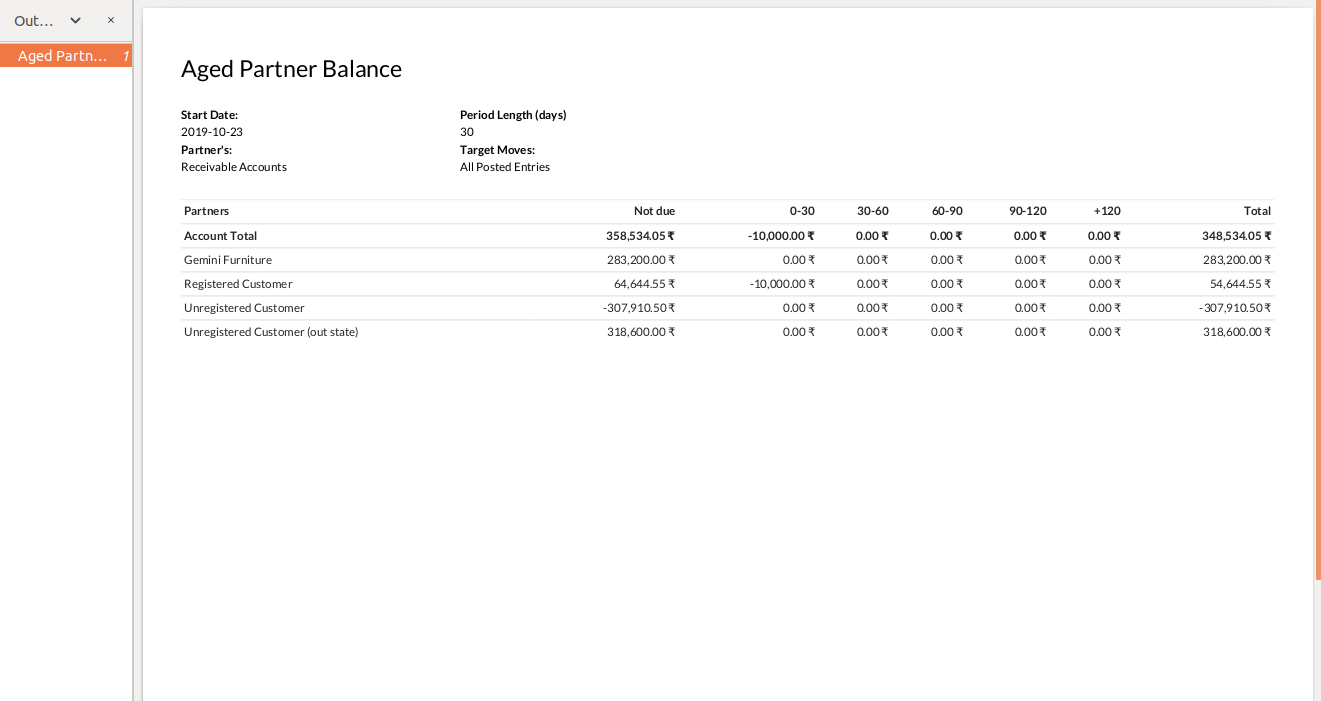 Out...
×
Aged Partn... 1
Aged Partner Balance
Start Date: Period Length (days)
2019-10-23 30
Partner's: Target Moves:
Receivable Accounts All Posted Entries
Partners Not due 0-30 30-60 60-90 90-120 +120 Total
Account Total 358,534.05 ₹ -10,000.00 ₹ 0.00 ₹ 0.00 ₹ 0.00 ₹ 0.00 ₹ 348,534.05 ₹
Gemini Furniture 283,200.00 ₹ 0.00 ₹ 0.00 ₹ 0.00 ₹ 0.00 ₹ 0.00 ₹ 283,200.00 ₹
Registered Customer 64,644.55 ₹ -10,000.00 ₹ 0.00 ₹ 0.00 ₹ 0.00 ₹ 0.00 ₹ 54,644.55 ₹
Unregistered Customer -307,910.50 ₹ 0.00 ₹ 0.00 ₹ 0.00 ₹ 0.00 ₹ 0.00 ₹ -307,910.50 ₹
Unregistered Customer (out state) 318,600.00 ₹ 0.00 ₹ 0.00 ₹ 0.00 ₹ 0.00 ₹ 0.00 ₹ 318,600.00 ₹